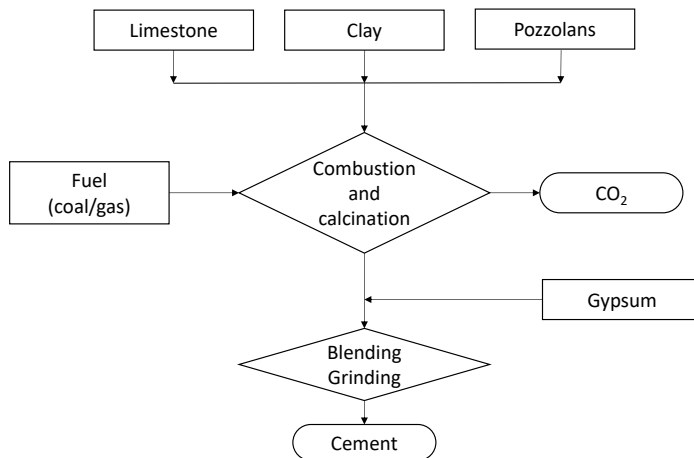 Limestone
Clay
Pozzolans
Fuel
(coal/gas)
Combustion
and
calcination
CO₂
Gypsum
Blending
Grinding
Cement